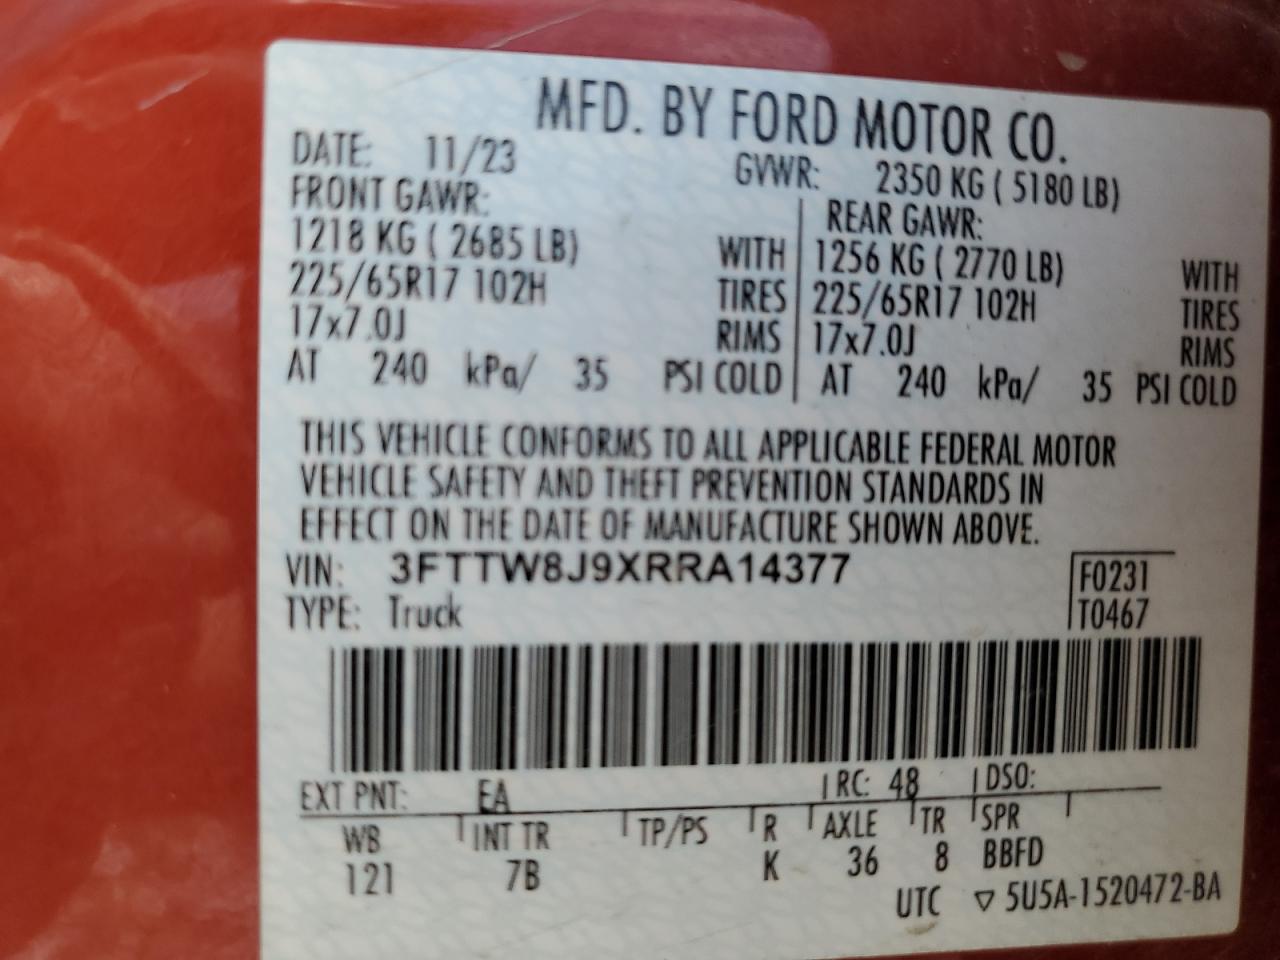 MFD. BY FORD MOTOR CO.
DATE: 11/23 GVWR: 2350 KG ( 5180 LB)
FRONT GAWR: REAR GAWR:
1218 KG ( 2685 LB) WITH 1256 KG ( 2770 LB) WITH
225/65R17 102H TIRES 225/65R17 102H TIRES
17x7.0J RIMS 17x7.0J RIMS
AT 240 kPa/ 35 PSI COLD AT 240 kPa/ 35 PSI COLD
THIS VEHICLE CONFORMS TO ALL APPLICABLE FEDERAL MOTOR
VEHICLE SAFETY AND THEFT PREVENTION STANDARDS IN
EFFECT ON THE DATE OF MANUFACTURE SHOWN ABOVE.
VIN: 3FTTW8J9XRRA14377 F0231
TYPE: Truck T0467
EXT PNT: EA RC: 48 DSO:
WB INT TR TP/PS R AXLE TR SPR
121 7B K 36 8 BBFD
UTC ▽ 5U5A-1520472-BA